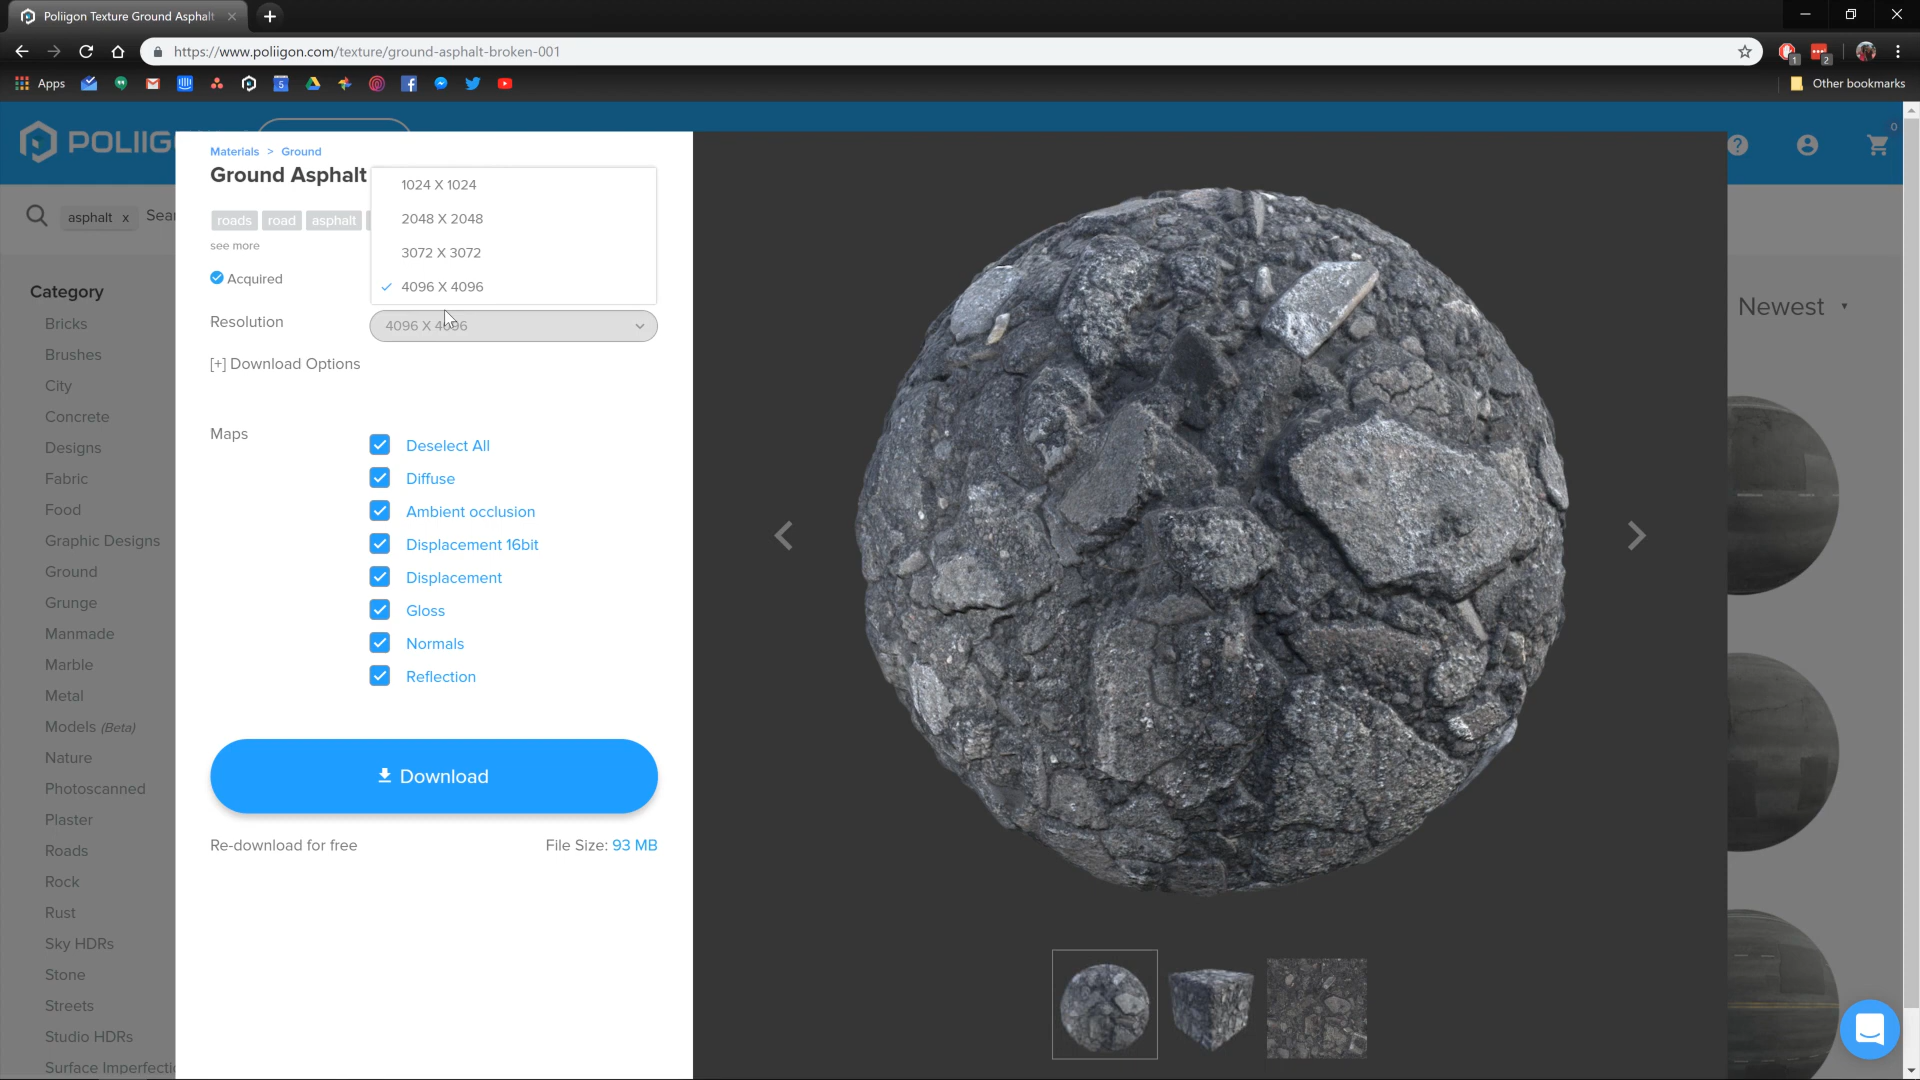 Poliigon Texture Ground Asphalt
https://www.poliigon.com/texture/ground-asphalt-broken-001
1
2
Apps
5
Other bookmarks
POLIIG
0
Materials > Ground
Ground Asphalt
1024 X 1024
2048 X 2048
3072 X 3072
4096 X 4096
roads road asphalt
see more
asphalt x Sear
Acquired
Resolution
4096 X 4096
[+] Download Options
Newest
Category
Bricks
Brushes
City
Concrete
Designs
Fabric
Food
Graphic Designs
Ground
Grunge
Manmade
Marble
Metal
Models (Beta)
Nature
Photoscanned
Plaster
Roads
Rock
Rust
Sky HDRs
Stone
Streets
Studio HDRs
Surface Imperfecti
Maps
Deselect All
Diffuse
Ambient occlusion
Displacement 16bit
Displacement
Gloss
Normals
Reflection
Download
Re-download for free
File Size: 93 MB